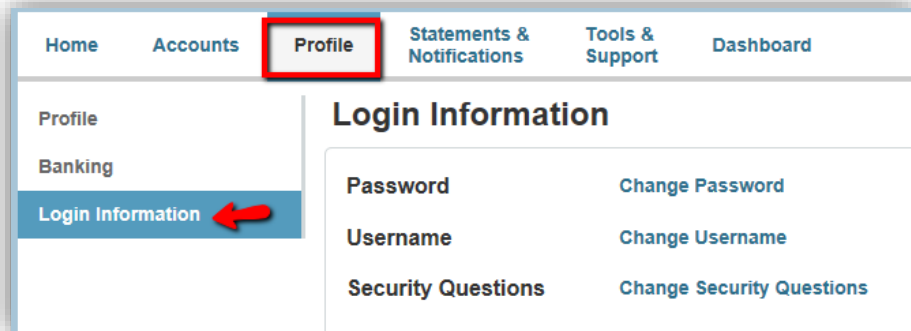 Home Accounts Profile Statements & Notifications Tools & Support Dashboard
Profile
Banking
Login Information
Login Information
Password Change Password
Username Change Username
Security Questions Change Security Questions